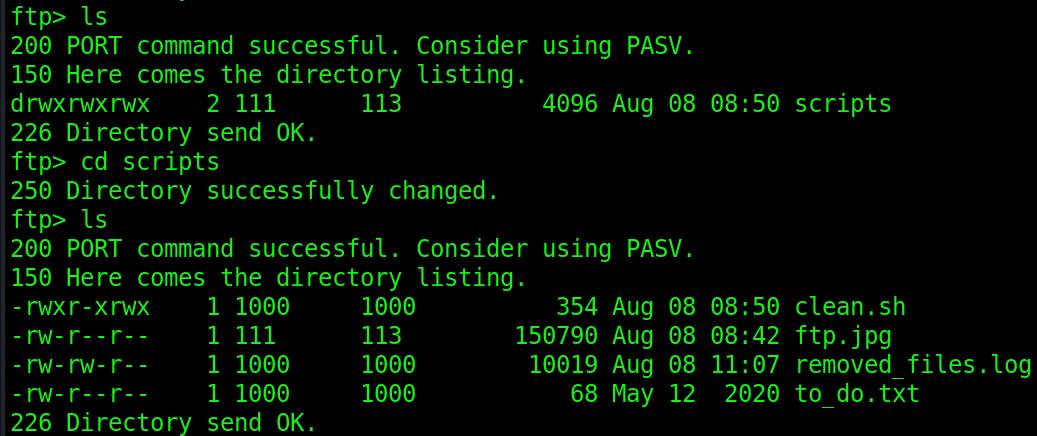 ftp> ls
200 PORT command successful. Consider using PASV.
150 Here comes the directory listing.
drwxrwxrwx    2 111      113          4096 Aug 08 08:50 scripts
226 Directory send OK.
ftp> cd scripts
250 Directory successfully changed.
ftp> ls
200 PORT command successful. Consider using PASV.
150 Here comes the directory listing.
-rwxr-xrwx    1 1000     1000          354 Aug 08 08:50 clean.sh
-rw-r--r--    1 111      113        150790 Aug 08 08:42 ftp.jpg
-rw-rw-r--    1 1000     1000        10019 Aug 08 11:07 removed_files.log
-rw-r--r--    1 1000     1000           68 May 12  2020 to_do.txt
226 Directory send OK.